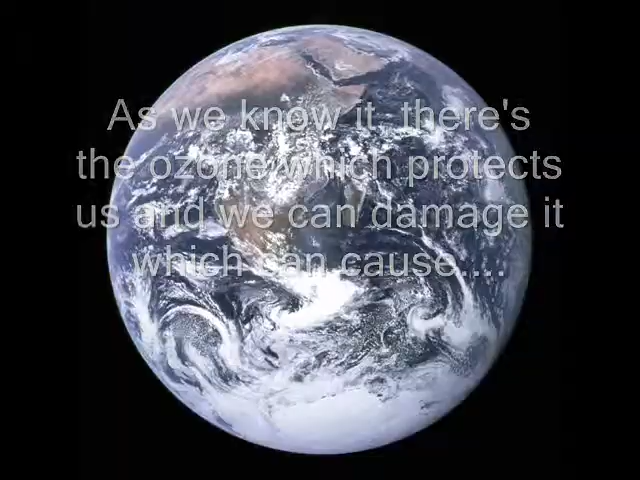 As we know it, there's
the ozone which protects
us and we can damage it
which can cause....